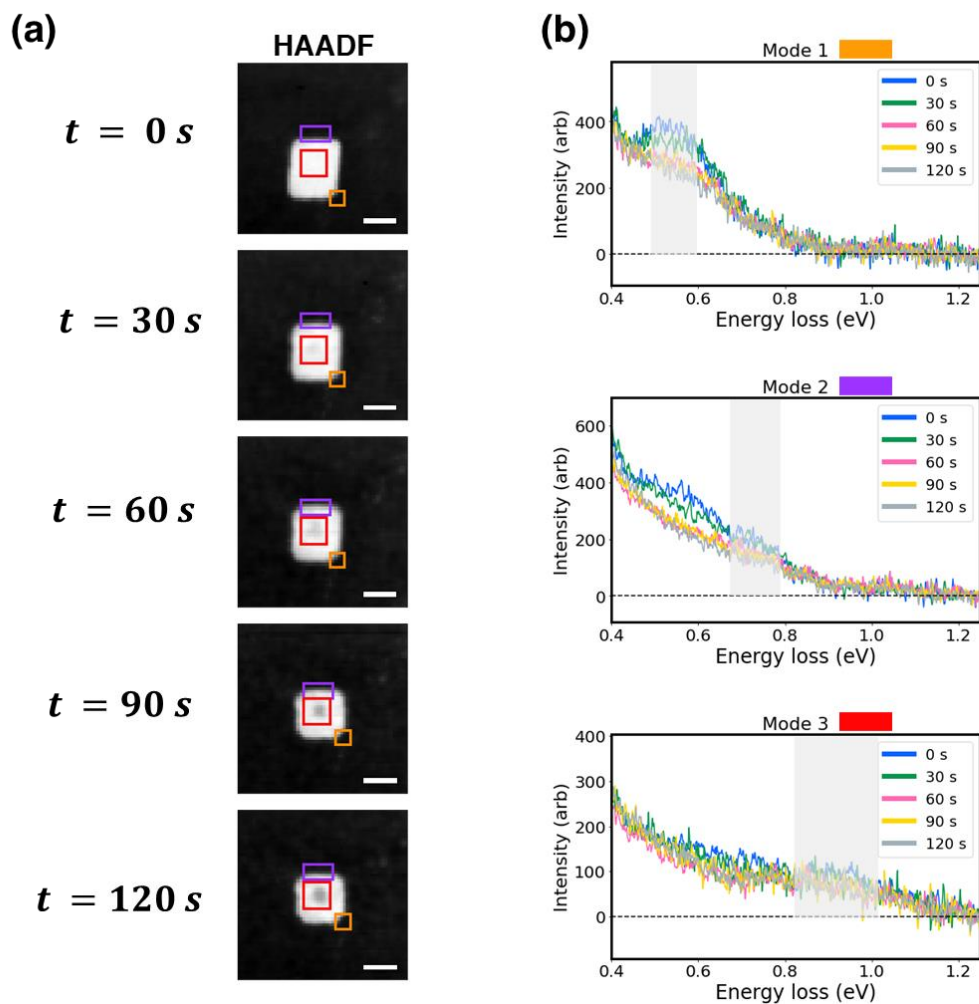 (a)
HAADF
t = 0 s
t = 30 s
t = 60 s
t = 90 s
t = 120 s
(b)
Mode 1
Intensity (arb)
400
200
0
0 s
30 s
60 s
90 s
120 s
0.4 0.6 0.8 1.0 1.2
Energy loss (eV)
Mode 2
Intensity (arb)
600
400
200
0
0 s
30 s
60 s
90 s
120 s
0.4 0.6 0.8 1.0 1.2
Energy loss (eV)
Mode 3
Intensity (arb)
400
300
200
100
0
0 s
30 s
60 s
90 s
120 s
0.4 0.6 0.8 1.0 1.2
Energy loss (eV)